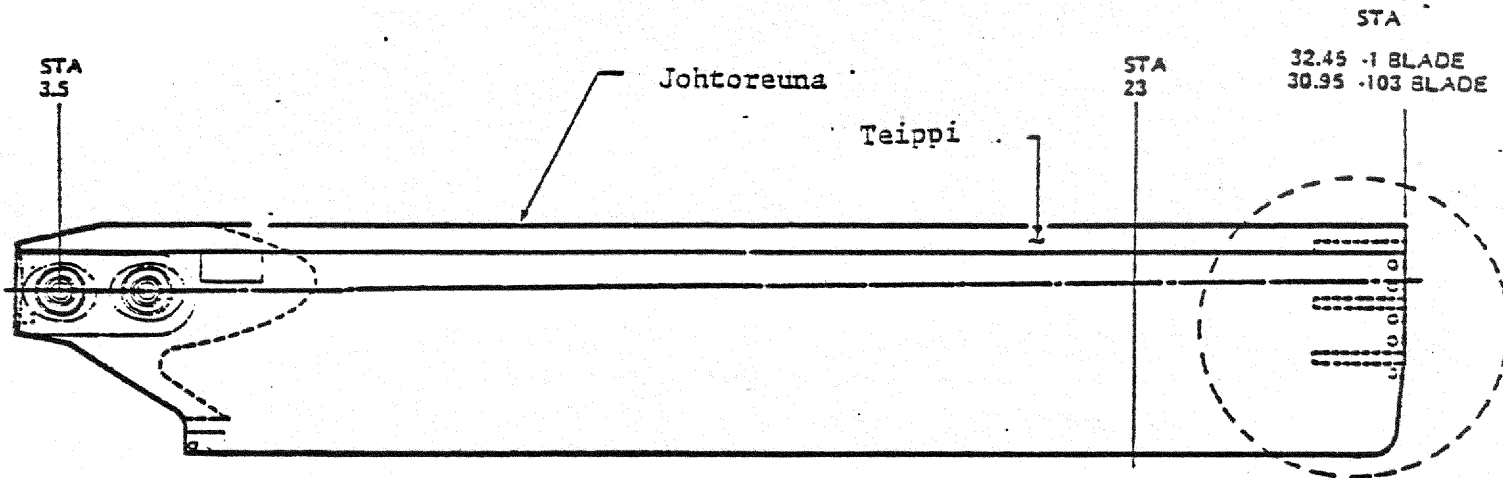 STA
3.5
Johtoreuna
Teippi
STA
23
STA
32.45 -1 BLADE
30.95 -103 BLADE